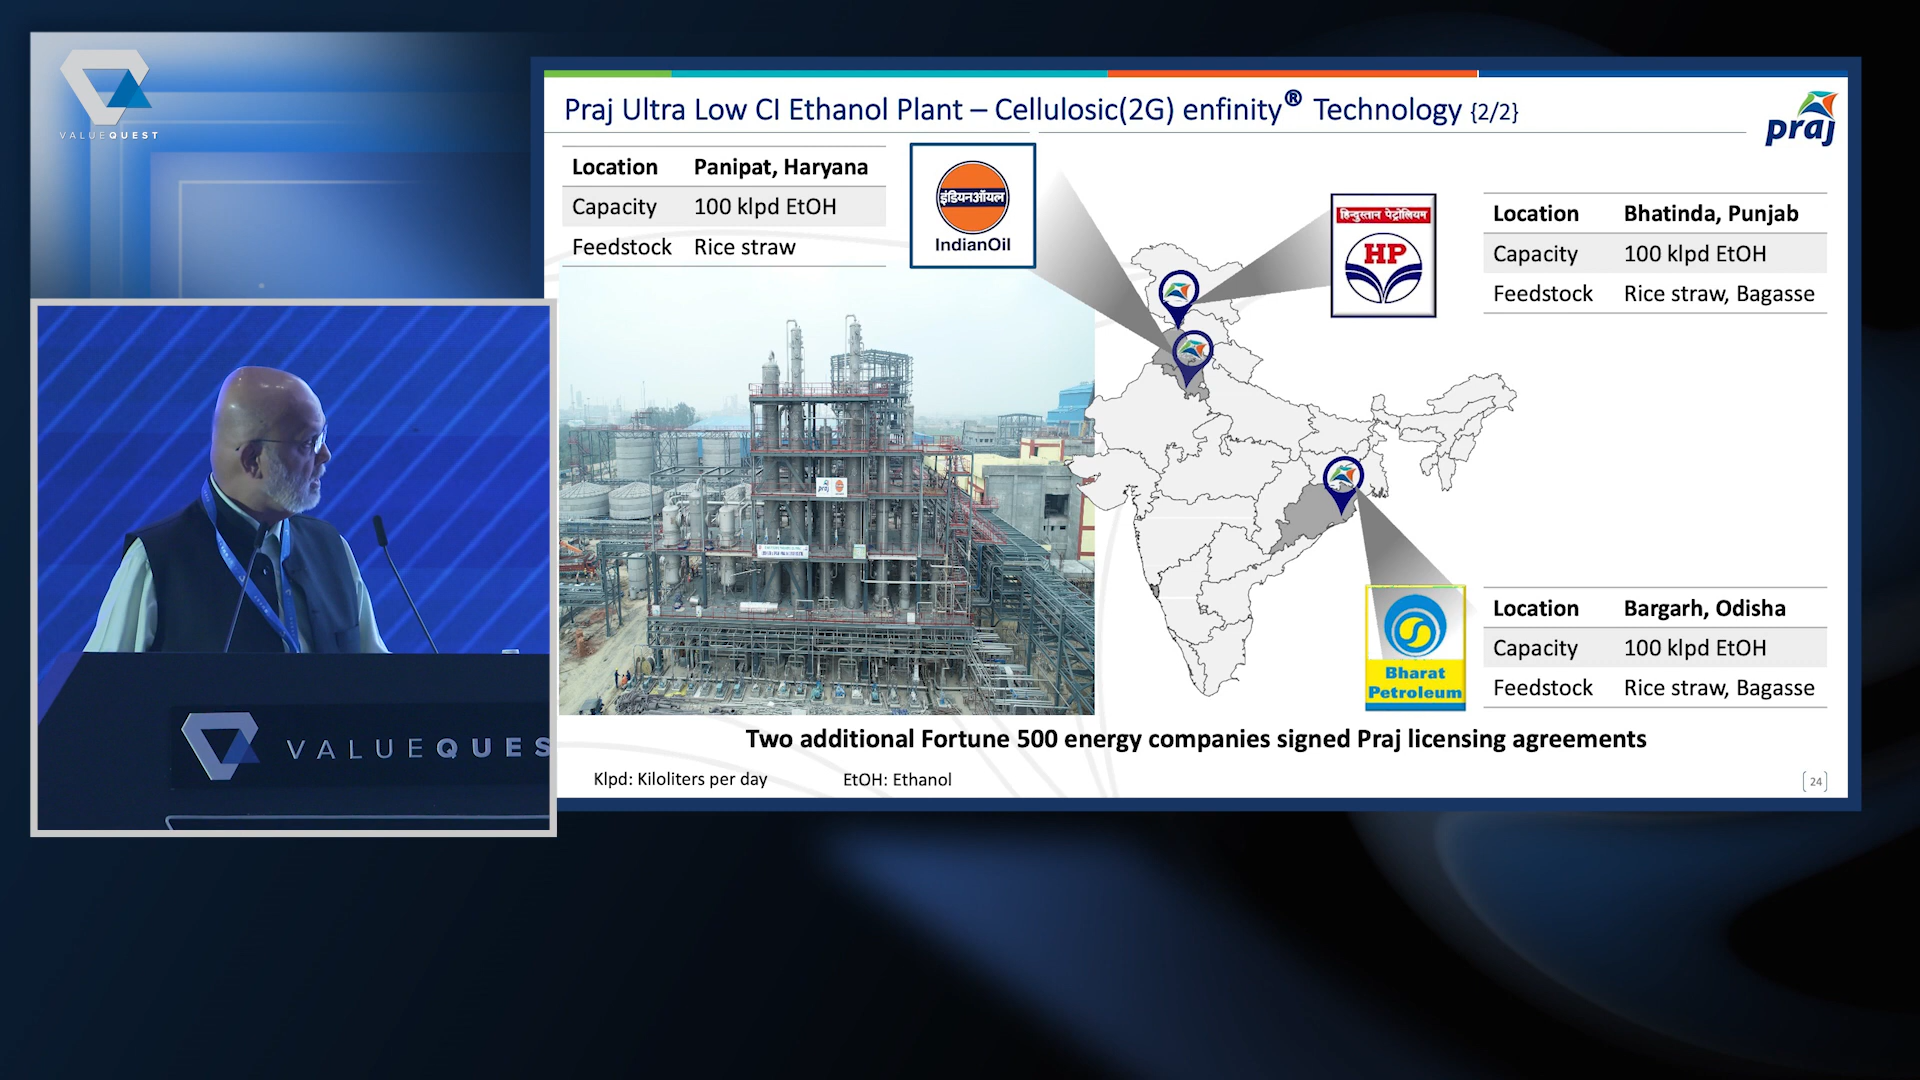 VALUEQUEST
Praj Ultra Low CI Ethanol Plant – Cellulosic(2G) enfinity® Technology {2/2}
praj
Location Panipat, Haryana
Capacity 100 klpd EtOH
Feedstock Rice straw
इंडियनऑयल
IndianOil
हिन्दुस्तान पेट्रोलियम
HP
Location Bhatinda, Punjab
Capacity 100 klpd EtOH
Feedstock Rice straw, Bagasse
praj
Bharat
Petroleum
Location Bargarh, Odisha
Capacity 100 klpd EtOH
Feedstock Rice straw, Bagasse
Two additional Fortune 500 energy companies signed Praj licensing agreements
Klpd: Kiloliters per day EtOH: Ethanol
24
VALUEQUES